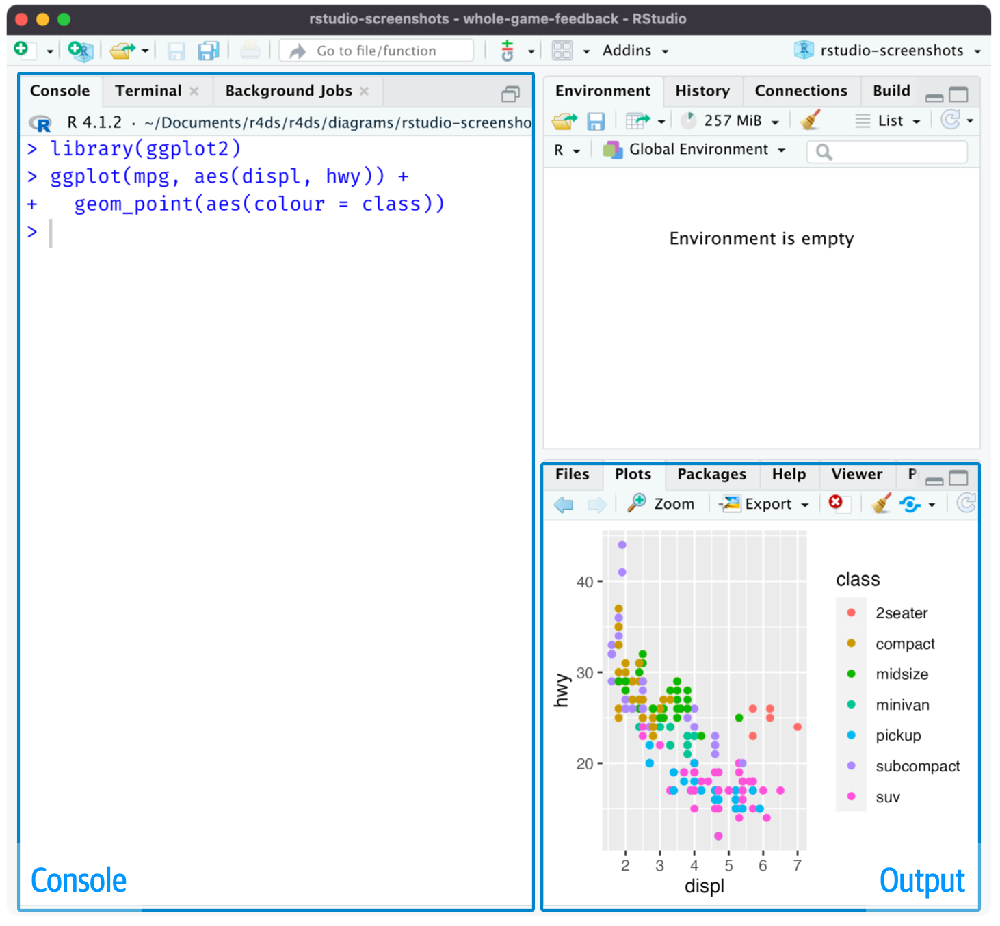 rstudio-screenshots - whole-game-feedback - RStudio
Go to file/function
Addins
rstudio-screenshots
Console Terminal Background Jobs
R 4.1.2 · ~/Documents/r4ds/r4ds/diagrams/rstudio-screensho
> library(ggplot2)
> ggplot(mpg, aes(displ, hwy)) +
+   geom_point(aes(colour = class))
>
Console
Environment History Connections Build
257 MiB List
R Global Environment
Environment is empty
Files Plots Packages Help Viewer
Zoom Export
40
30
20
hwy
2 3 4 5 6 7
displ
class
2seater
compact
midsize
minivan
pickup
subcompact
suv
Output